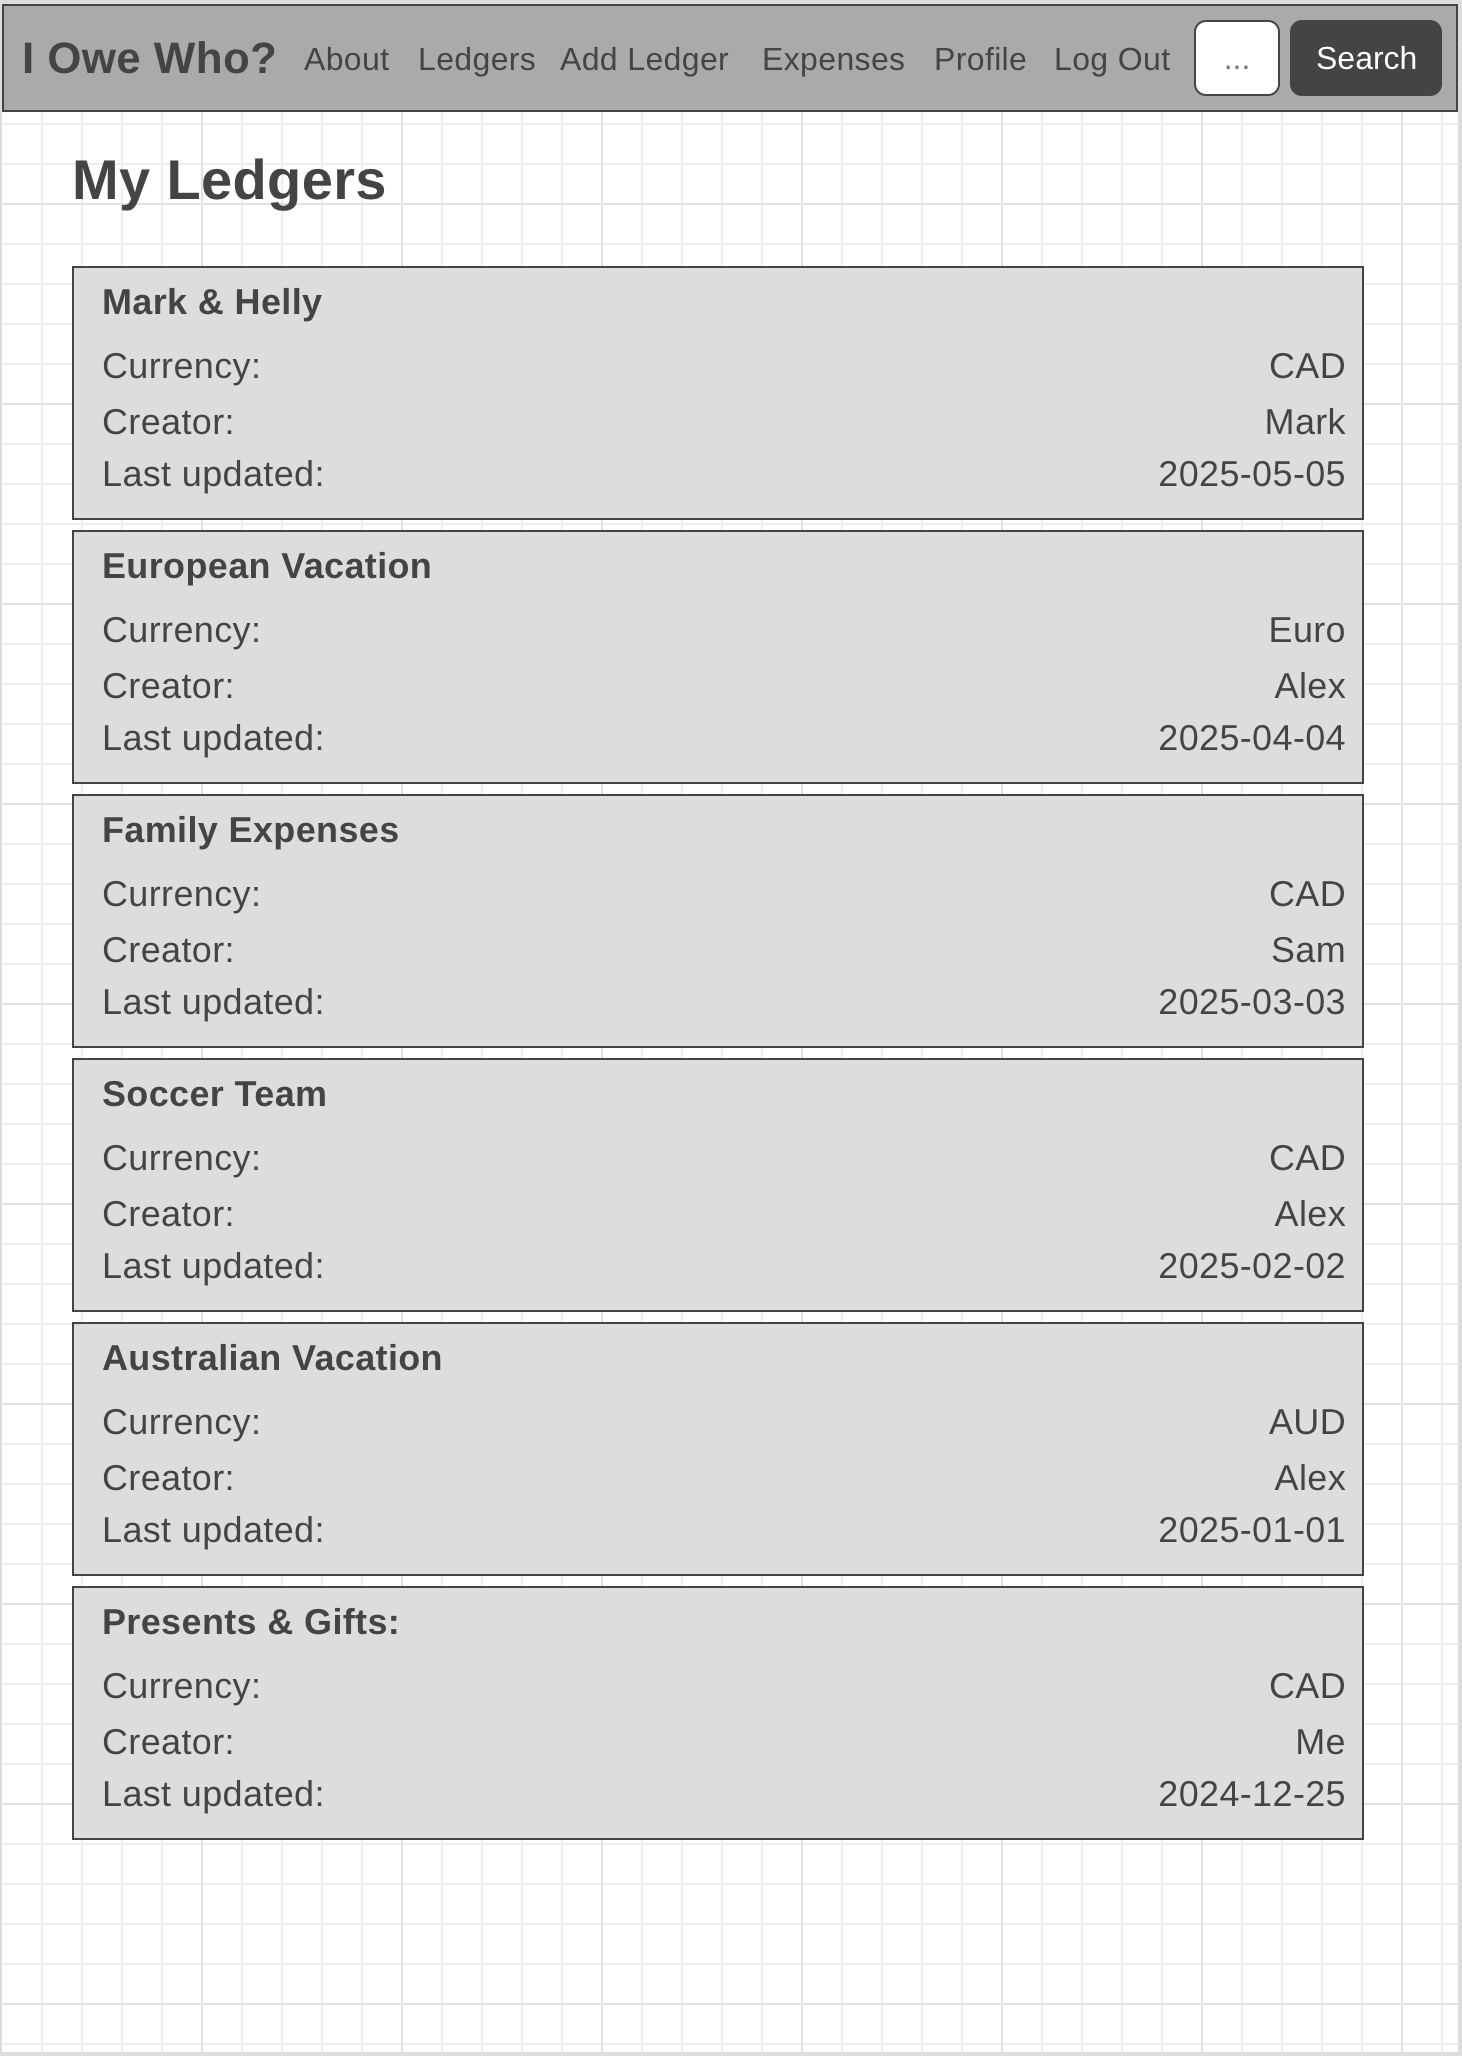 I Owe Who? About Ledgers Add Ledger Expenses Profile Log Out ... Search
My Ledgers
Mark & Helly
Currency: CAD
Creator: Mark
Last updated: 2025-05-05
European Vacation
Currency: Euro
Creator: Alex
Last updated: 2025-04-04
Family Expenses
Currency: CAD
Creator: Sam
Last updated: 2025-03-03
Soccer Team
Currency: CAD
Creator: Alex
Last updated: 2025-02-02
Australian Vacation
Currency: AUD
Creator: Alex
Last updated: 2025-01-01
Presents & Gifts:
Currency: CAD
Creator: Me
Last updated: 2024-12-25